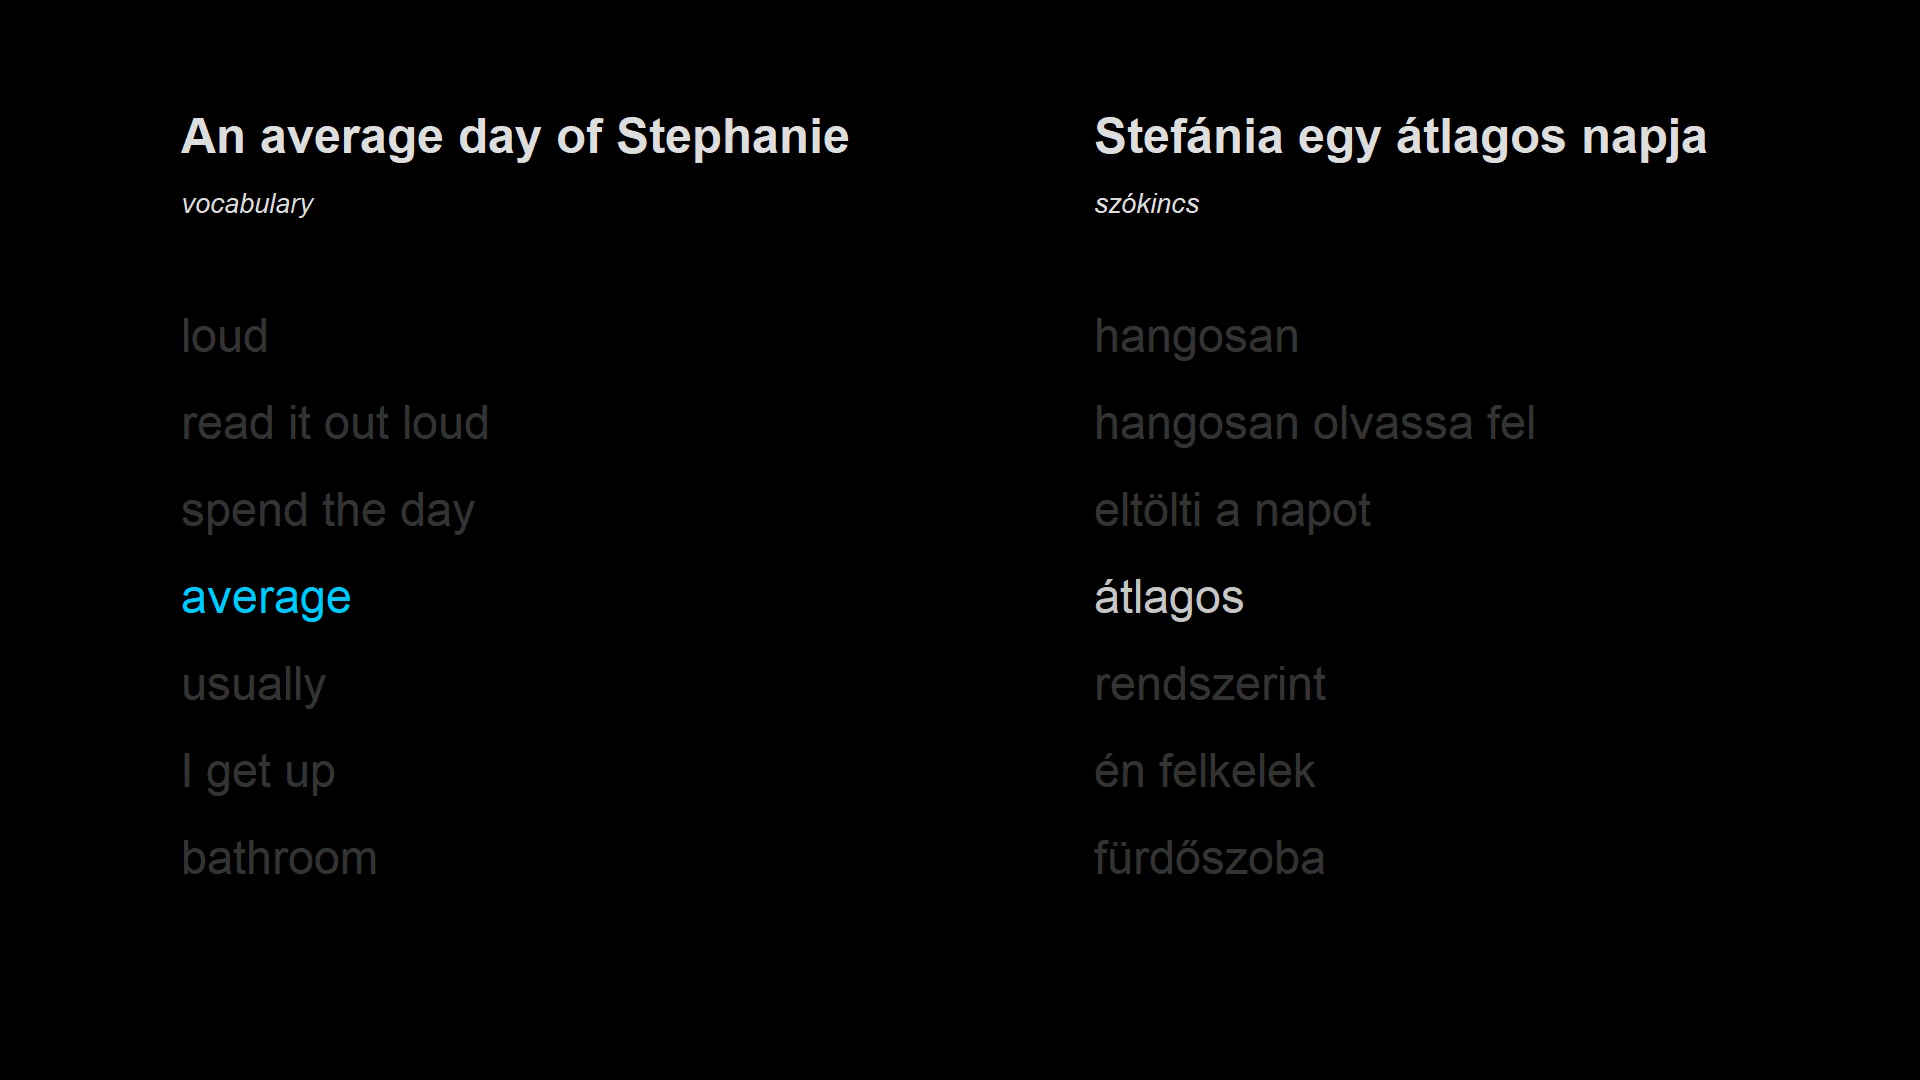 An average day of Stephanie
vocabulary
loud
read it out loud
spend the day
average
usually
I get up
bathroom
Stefánia egy átlagos napja
szókincs
hangosan
hangosan olvassa fel
eltölti a napot
átlagos
rendszerint
én felkelek
fürdőszoba